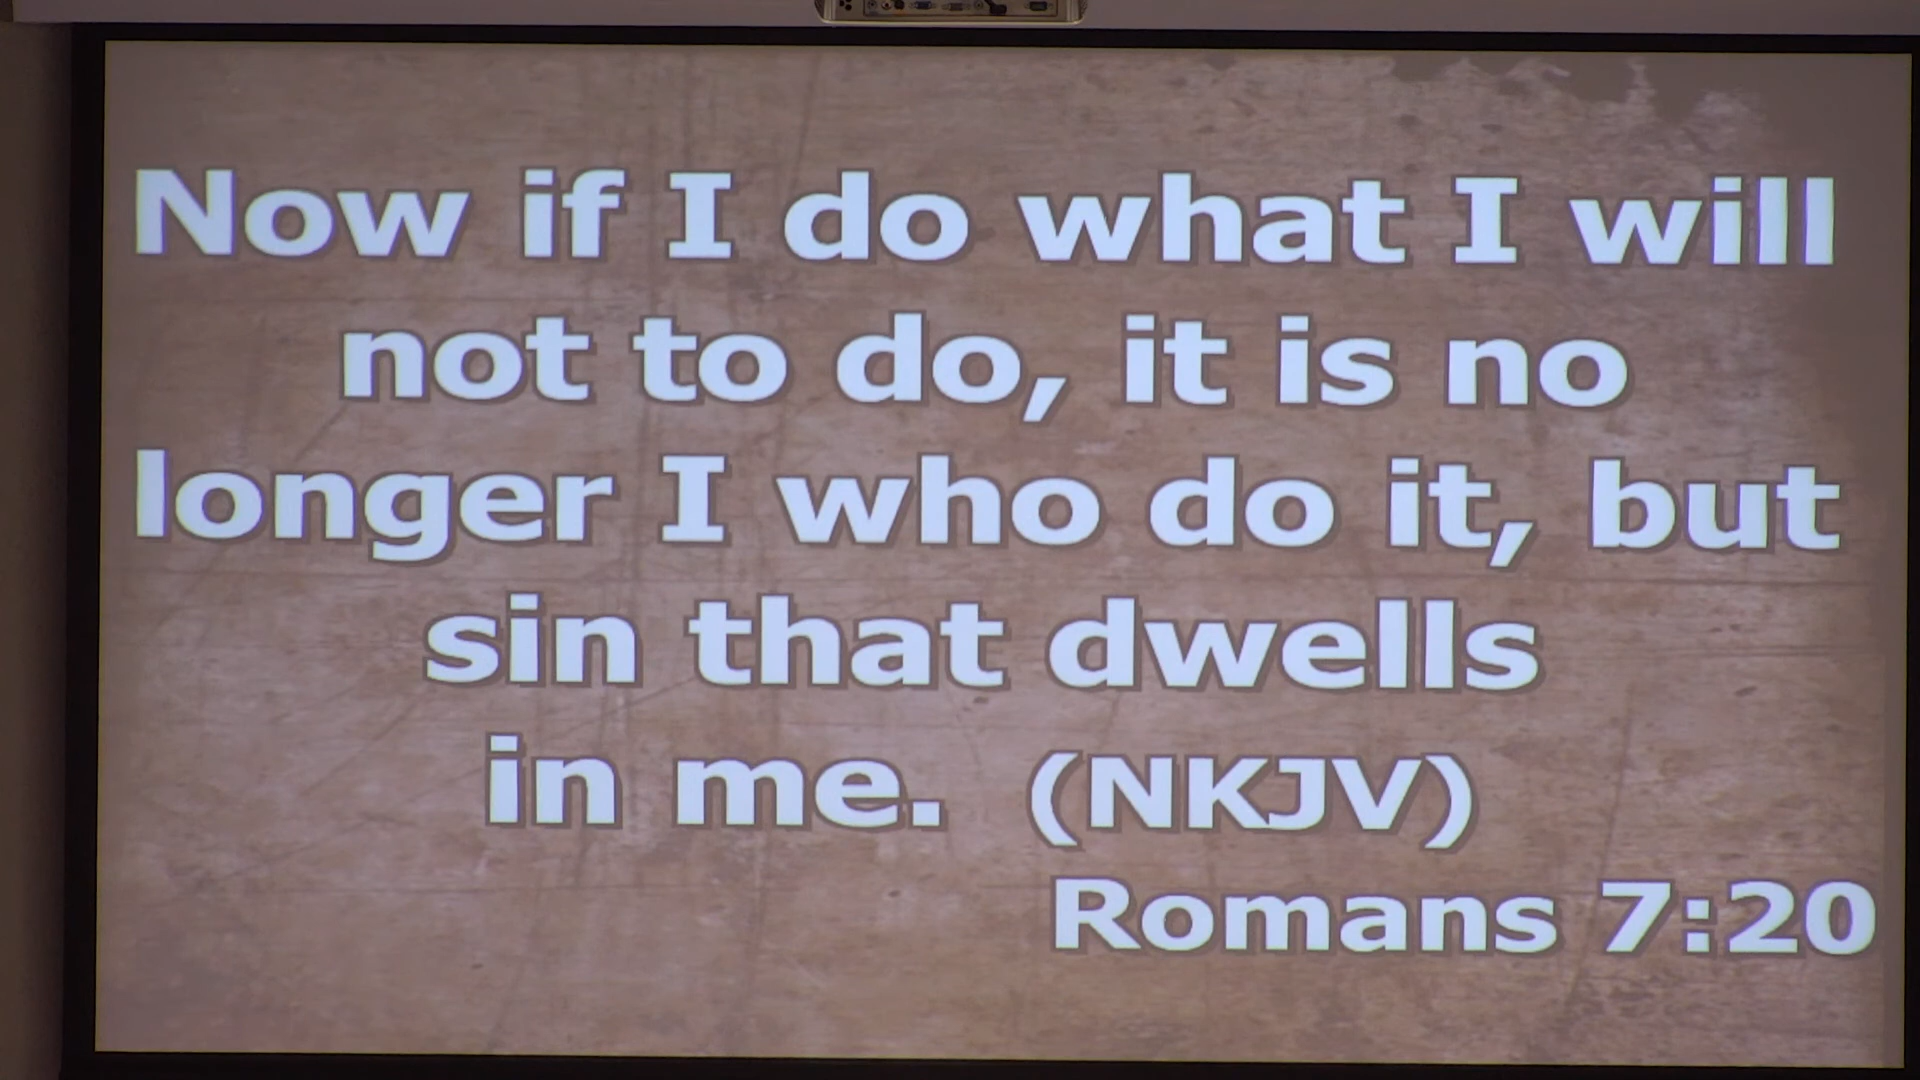 Now if I do what I will
not to do, it is no
longer I who do it, but
sin that dwells
in me. (NKJV)
Romans 7:20